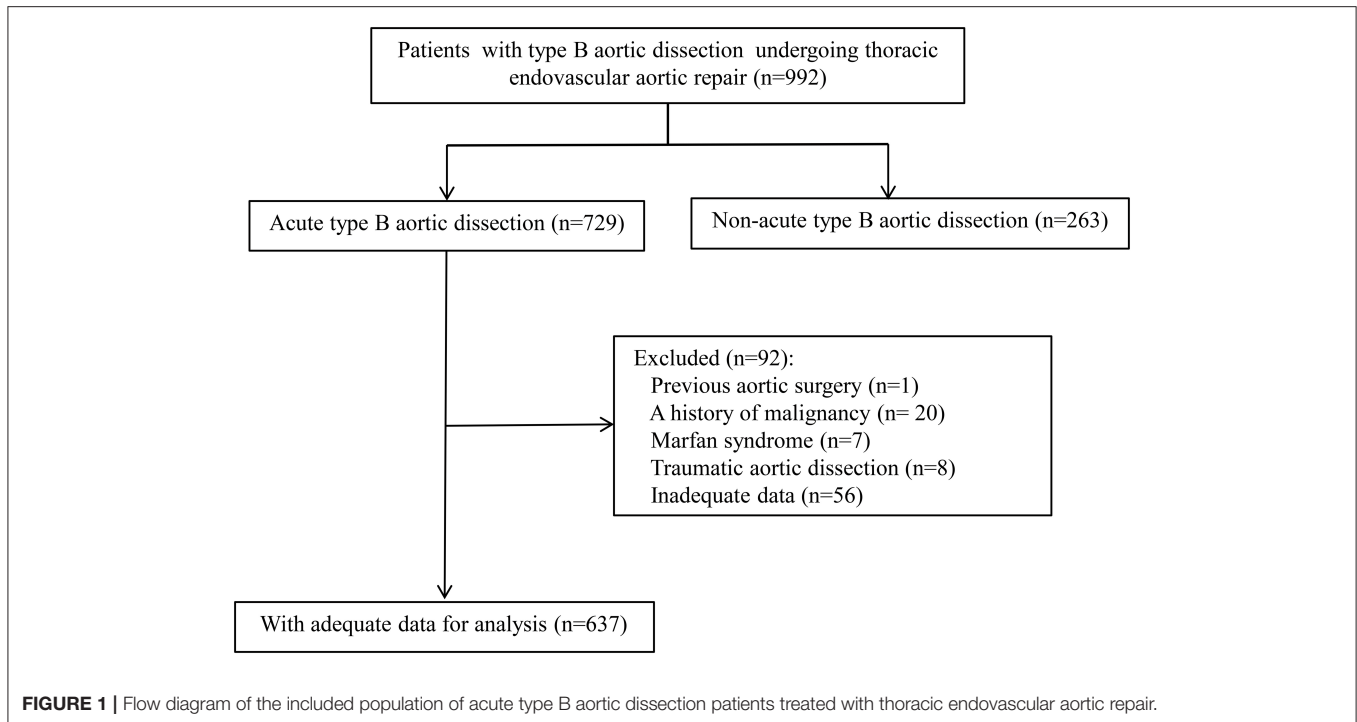 Patients with type B aortic dissection undergoing thoracic
endovascular aortic repair (n=992)
Acute type B aortic dissection (n=729)
Non-acute type B aortic dissection (n=263)
Excluded (n=92):
Previous aortic surgery (n=1)
A history of malignancy (n= 20)
Marfan syndrome (n=7)
Traumatic aortic dissection (n=8)
Inadequate data (n=56)
With adequate data for analysis (n=637)
FIGURE 1 | Flow diagram of the included population of acute type B aortic dissection patients treated with thoracic endovascular aortic repair.